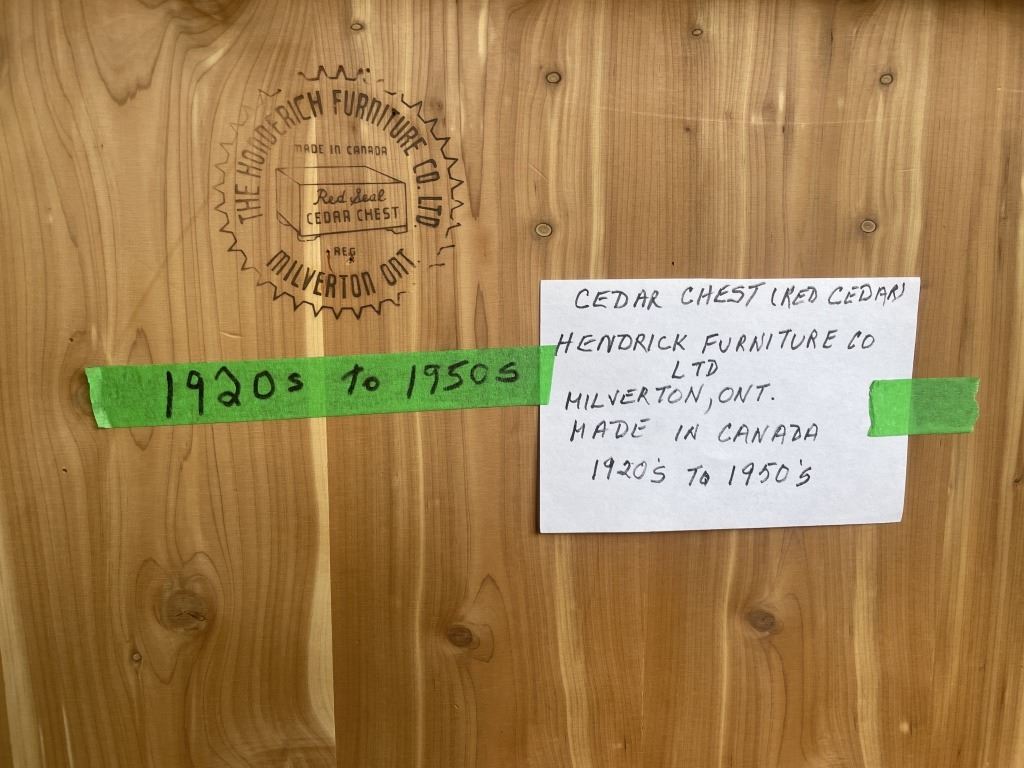 THE HONDERICH FURNITURE CO. LTD.
MADE IN CANADA
Red Seal
CEDAR CHEST
REG
MILVERTON ONT.
1920s To 1950s
CEDAR CHEST (RED CEDAR)
HENDRICK FURNITURE CO
LTD
MILVERTON, ONT.
MADE IN CANADA
1920's To 1950's